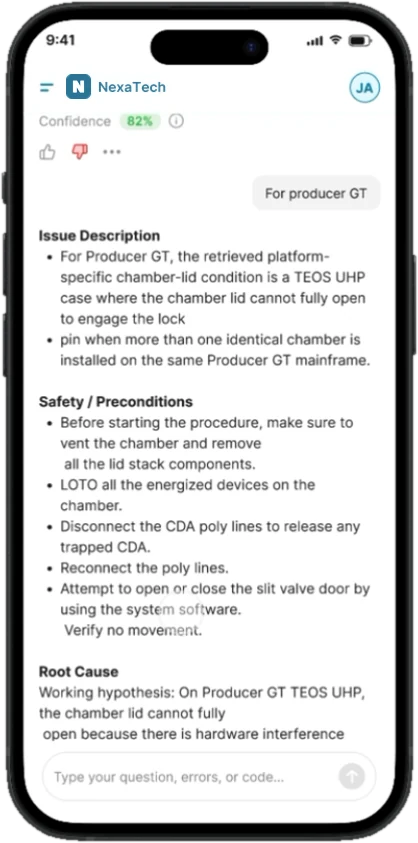 9:41
N NexaTech
JA
Confidence 82%
For producer GT
Issue Description
• For Producer GT, the retrieved platform-
specific chamber-lid condition is a TEOS UHP
case where the chamber lid cannot fully open
to engage the lock
• pin when more than one identical chamber is
installed on the same Producer GT mainframe.
Safety / Preconditions
• Before starting the procedure, make sure to
vent the chamber and remove
all the lid stack components.
• LOTO all the energized devices on the
chamber.
• Disconnect the CDA poly lines to release any
trapped CDA.
• Reconnect the poly lines.
• Attempt to open or close the slit valve door by
using the system software.
Verify no movement.
Root Cause
Working hypothesis: On Producer GT TEOS UHP,
the chamber lid cannot fully
open because there is hardware interference
Type your question, errors, or code...